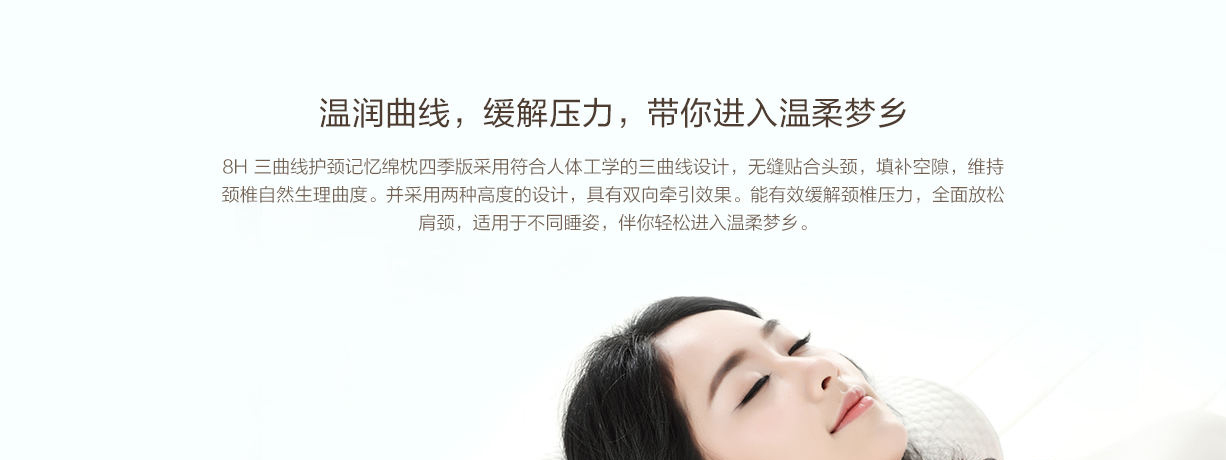 温润曲线，缓解压力，带你进入温柔梦乡
8H 三曲线护颈记忆绵枕四季版采用符合人体工学的三曲线设计，无缝贴合头颈，填补空隙，维持
颈椎自然生理曲度。并采用两种高度的设计，具有双向牵引效果。能有效缓解颈椎压力，全面放松
肩颈，适用于不同睡姿，伴你轻松进入温柔梦乡。